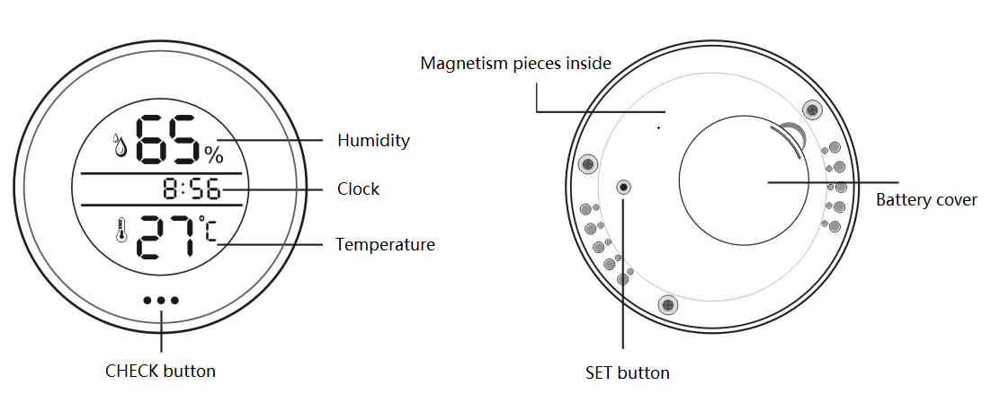 65%
Humidity
8:56
Clock
27°C
Temperature
CHECK button
Magnetism pieces inside
Battery cover
SET button